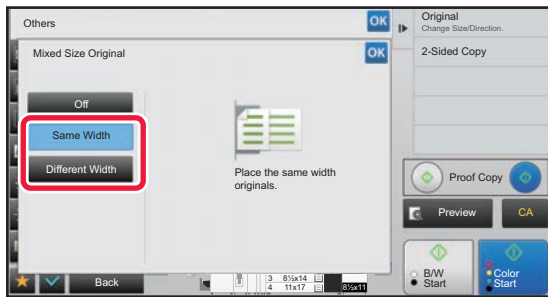 Others
OK
Original
Change Size/Direction.
Mixed Size Original
OK
2-Sided Copy
Off
Same Width
Different Width
Place the same width
originals.
Proof Copy
Preview
CA
B/W
Start
Color
Start
Back
3 8½x14
4 11x17
8½x11